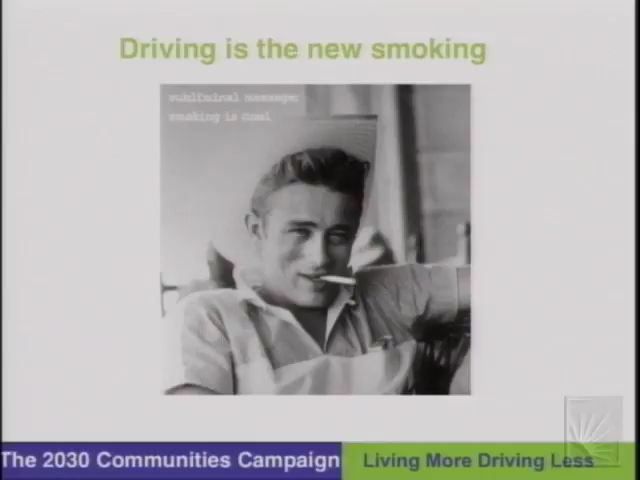 Driving is the new smoking
subliminal message:
smoking is cool
The 2030 Communities Campaign
Living More Driving Less